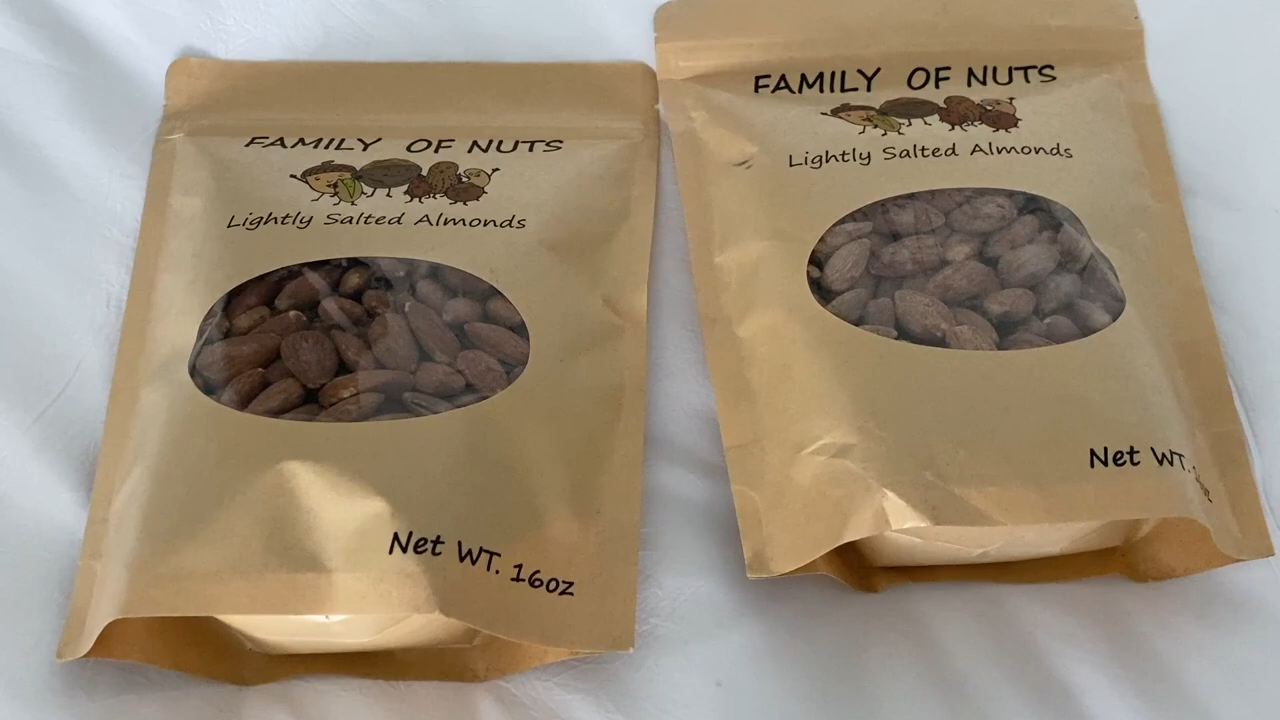 FAMILY OF NUTS
Lightly Salted Almonds
Net WT. 16oz
FAMILY OF NUTS
Lightly Salted Almonds
Net WT.